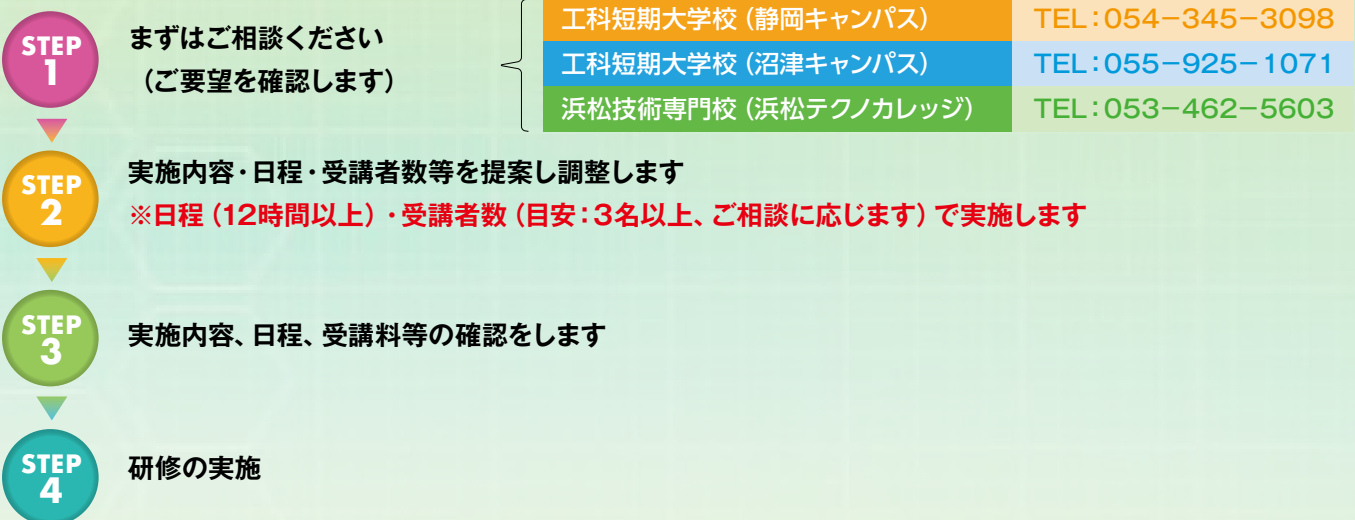 STEP
1
まずはご相談ください
（ご要望を確認します）
工科短期大学校（静岡キャンパス） TEL：054－345－3098
工科短期大学校（沼津キャンパス） TEL：055－925－1071
浜松技術専門校（浜松テクノカレッジ） TEL：053－462－5603
STEP
2
実施内容・日程・受講者数等を提案し調整します
※日程（12時間以上）・受講者数（目安：3名以上、ご相談に応じます）で実施します
STEP
3
実施内容、日程、受講料等の確認をします
STEP
4
研修の実施